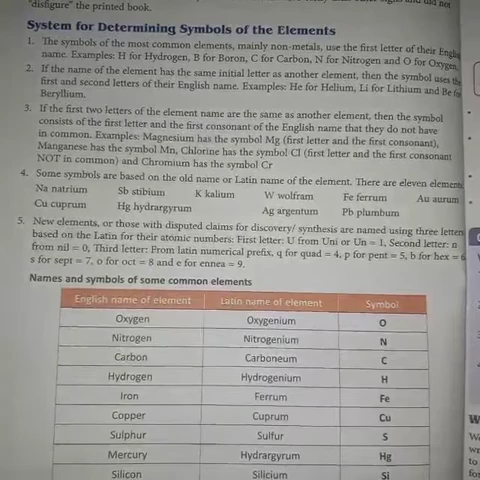 "disfigure" the printed book.
did not
System for Determining Symbols of the Elements
1. The symbols of the most common elements, mainly non-metals, use the first letter of their
name. Examples: H for Hydrogen, B for Boron, C for Carbon, N for Nitrogen and O for Oxygen.
2. If the name of the element has the same initial letter as another element, then the symbol uses the
first and second letters of their English name. Examples: He for Helium, Li for Lithium and Be for
Beryllium.
3. If the first two letters of the element name are the same as another element, then the symbol
consists of the first letter and the first consonant of the English name that they do not have
in common. Examples: Magnesium has the symbol Mg (first letter and the first consonant),
Manganese has the symbol Mn, Chlorine has the symbol Cl (first letter and the first consonant
NOT in common) and Chromium has the symbol Cr
4. Some symbols are based on the old name or Latin name of the element. There are eleven
Na natrium Sb stibium K kalium W wolfram Fe ferrum Au aurum
Cu cuprum Hg hydrargyrum Ag argentum Pb plumbum
5. New elements, or those with disputed claims for discovery/ synthesis are named using three letters
based on the Latin for their atomic numbers: First letter: U from Uni or Un = 1, Second letter: n
from nil = 0, Third letter: From latin numerical prefix, q for quad = 4, p for pent = 5, b for hex = 6
s for sept = 7, o for oct = 8 and e for ennea = 9.
Names and symbols of some common elements
English name of element Latin name of element Symbol
Oxygen Oxygenium O
Nitrogen Nitrogenium N
Carbon Carboneum C
Hydrogen Hydrogenium H
Iron Ferrum Fe
Copper Cuprum Cu
Sulphur Sulfur S
Mercury Hydrargyrum Hg
Silicon Silicium Si